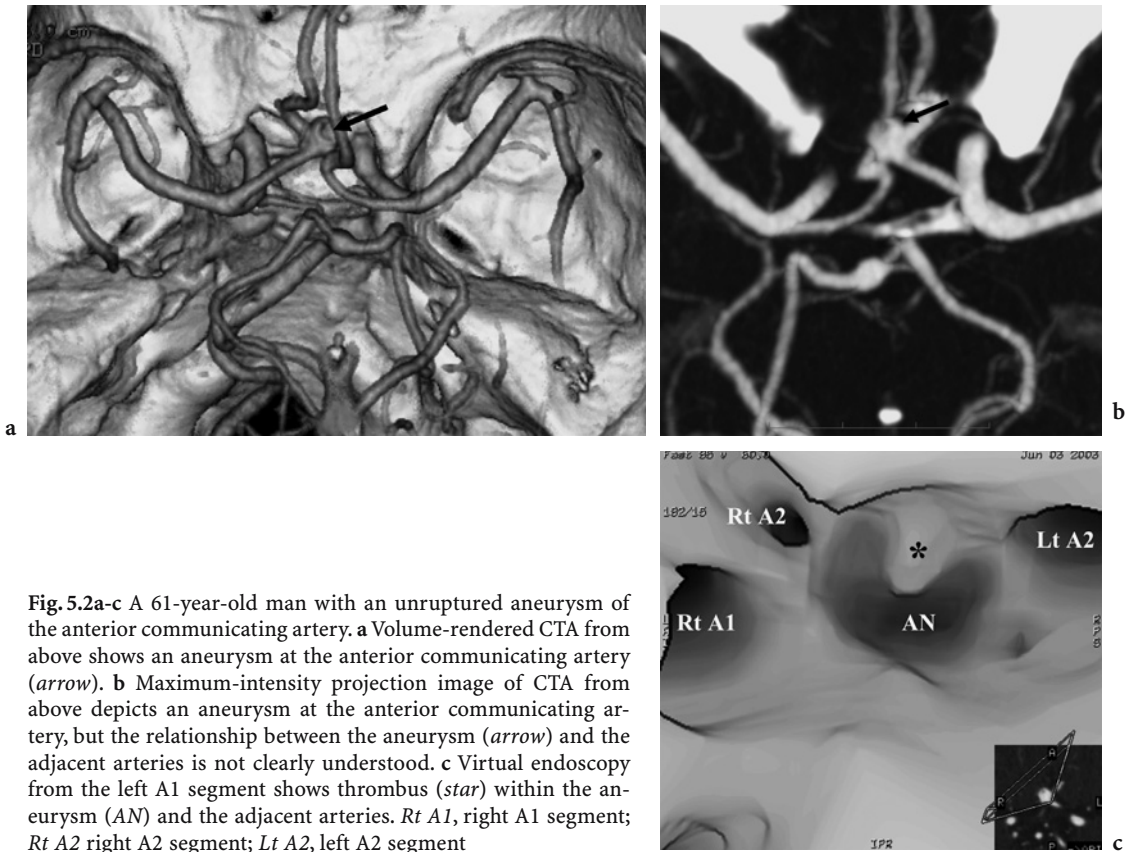 a
b
182/15
Jun 03 2003
Rt A2
*
Lt A2
Rt A1
AN
c
Fig. 5.2a-c A 61-year-old man with an unruptured aneurysm of
the anterior communicating artery. a Volume-rendered CTA from
above shows an aneurysm at the anterior communicating artery
(arrow). b Maximum-intensity projection image of CTA from
above depicts an aneurysm at the anterior communicating ar-
tery, but the relationship between the aneurysm (arrow) and the
adjacent arteries is not clearly understood. c Virtual endoscopy
from the left A1 segment shows thrombus (star) within the an-
eurysm (AN) and the adjacent arteries. Rt A1, right A1 segment;
Rt A2 right A2 segment; Lt A2, left A2 segment